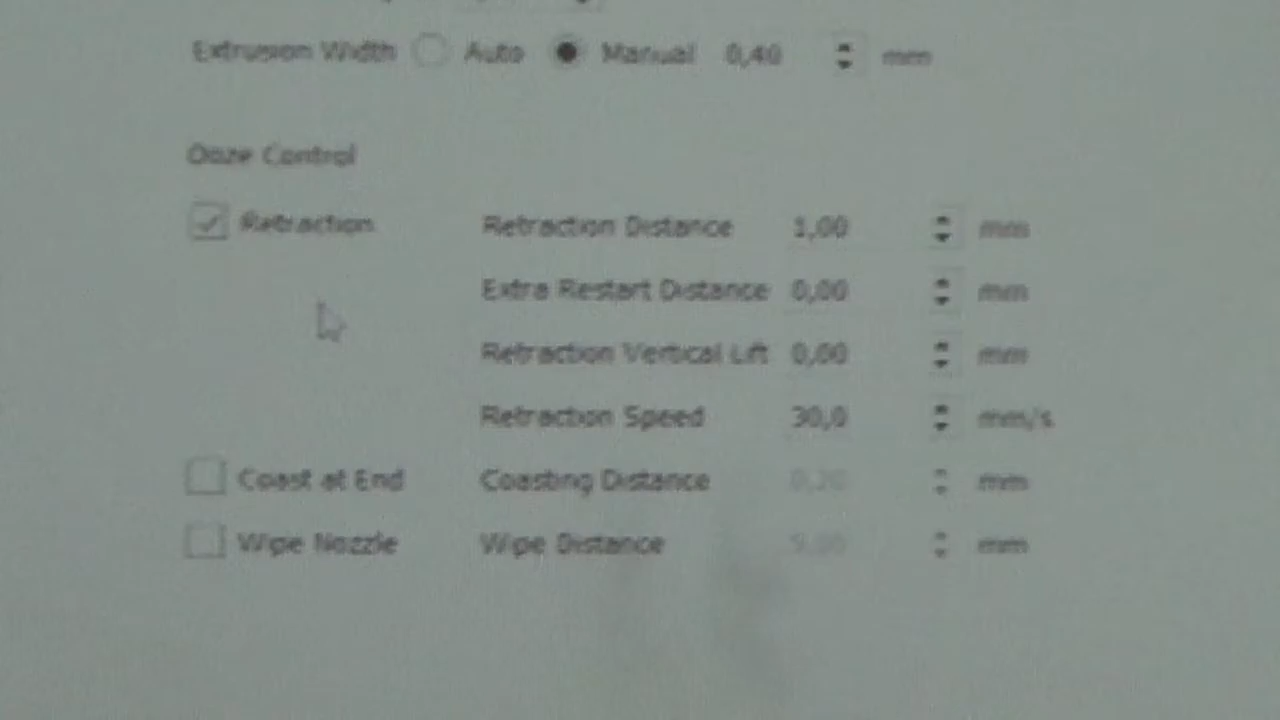 Extrusion Width Auto Manual 0,40 mm
Ooze Control
Retraction Retraction Distance 1,00 mm
Extra Restart Distance 0,00 mm
Retraction Vertical Lift 0,00 mm
Retraction Speed 30,0 mm/s
Coast at End Coasting Distance 0,20 mm
Wipe Nozzle Wipe Distance mm